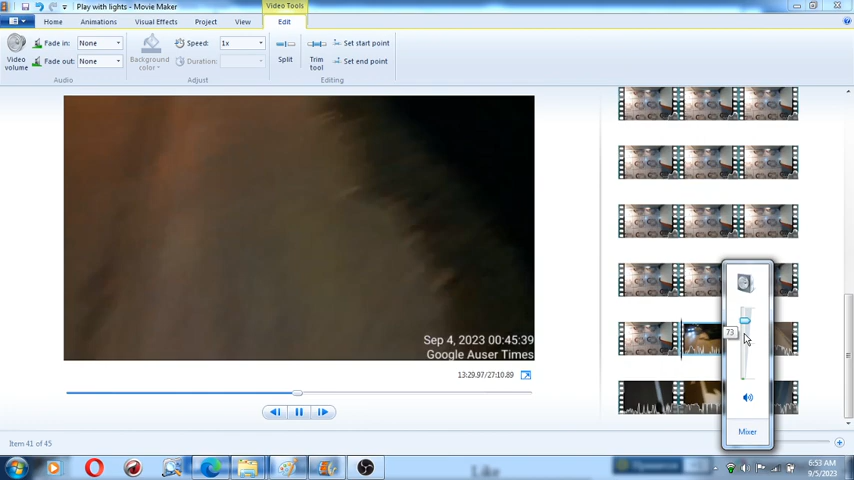 Play with lights - Movie Maker
Video Tools
Home Animations Visual Effects Project View Edit
Video volume
Fade in: None
Fade out: None
Audio
Background color
Speed: 1x
Duration:
Adjust
Split
Trim tool
Set start point
Set end point
Editing
Sep 4, 2023 00:45:39
Google Auser Times
13:29.97/27:10.89
73
Mixer
Item 41 of 45
Like
6:53 AM
9/5/2023